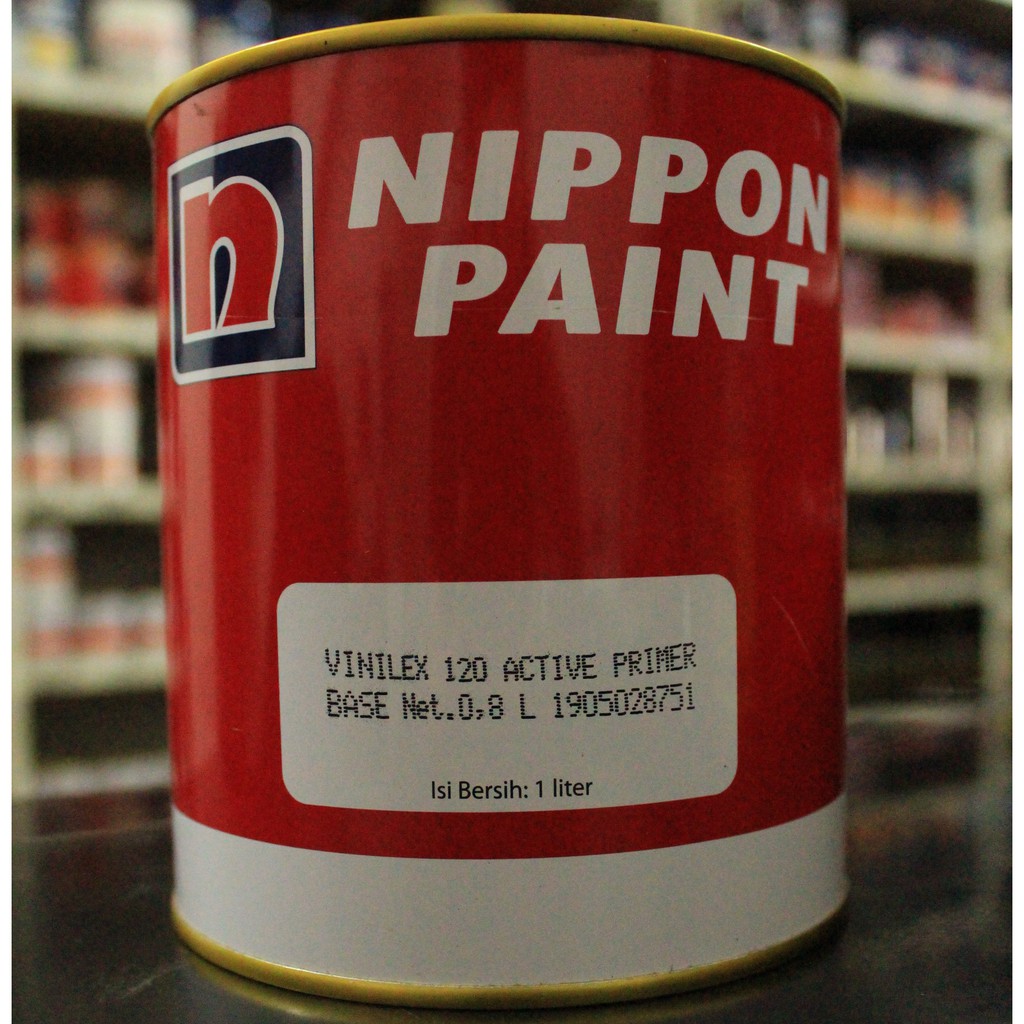 n
NIPPON
PAINT
VINILEX 120 ACTIVE PRIMER
BASE Net.0,8 L 1905028751
Isi Bersih: 1 liter